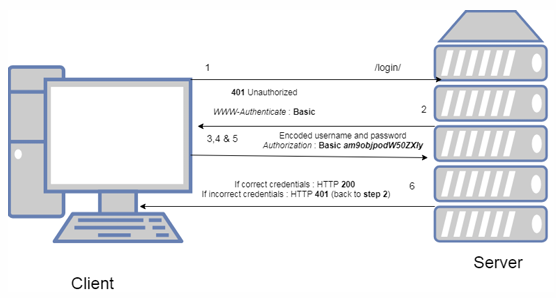 1 /login/
401 Unauthorized
WWW-Authenticate : Basic 2
3,4 & 5 Encoded username and password
Authorization : Basic am9objpodW50ZXIy
If correct credentials : HTTP 200 6
If incorrect credentials : HTTP 401 (back to step 2)
Server
Client